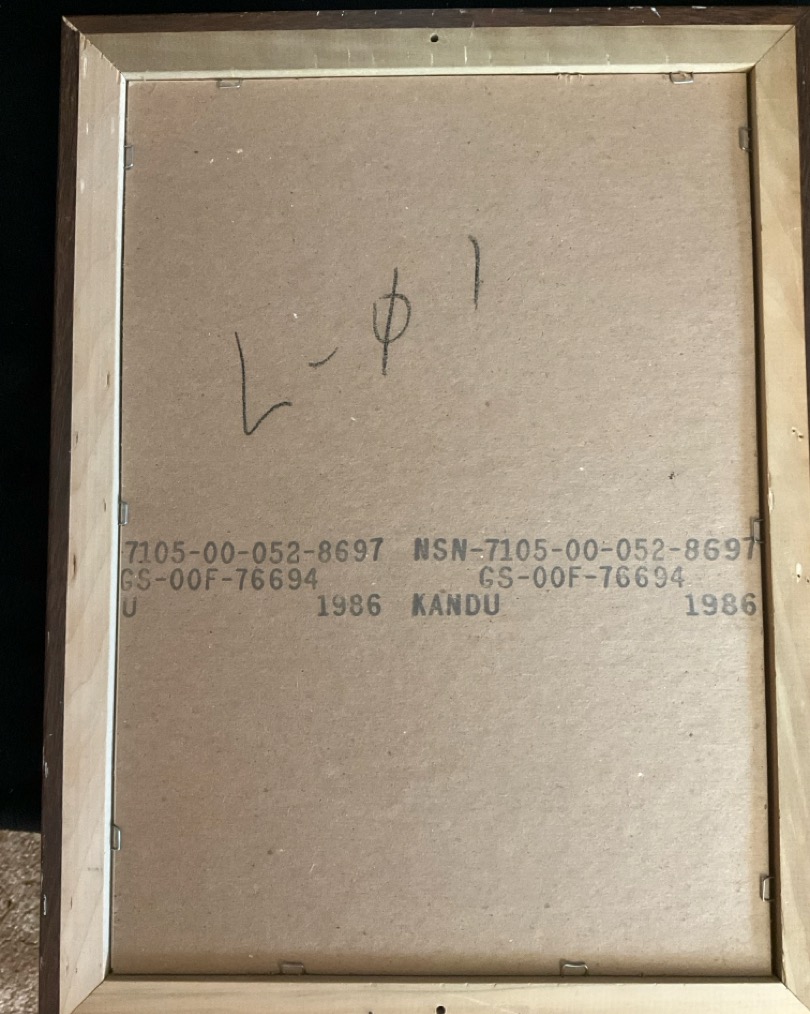 L-φ1
7105-00-052-8697 NSN-7105-00-052-8697
GS-00F-76694 GS-00F-76694
U 1986 KANDU 1986